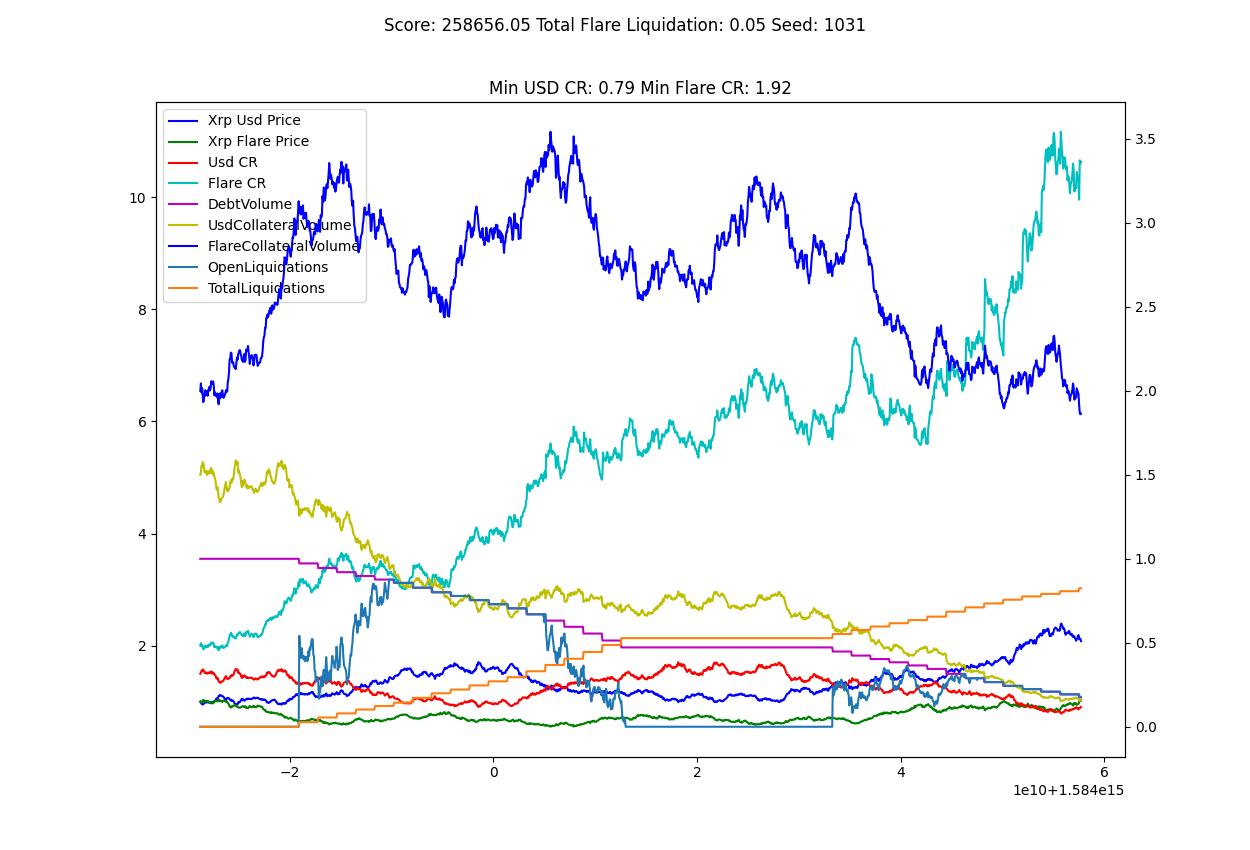 Score: 258656.05 Total Flare Liquidation: 0.05 Seed: 1031
Min USD CR: 0.79 Min Flare CR: 1.92
Xrp Usd Price
Xrp Flare Price
Usd CR
Flare CR
DebtVolume
UsdCollateralVolume
FlareCollateralVolume
OpenLiquidations
TotalLiquidations
10
8
6
4
2
3.5
3.0
2.5
2.0
1.5
1.0
0.5
0.0
−2 0 2 4 6
1e10+1.584e15